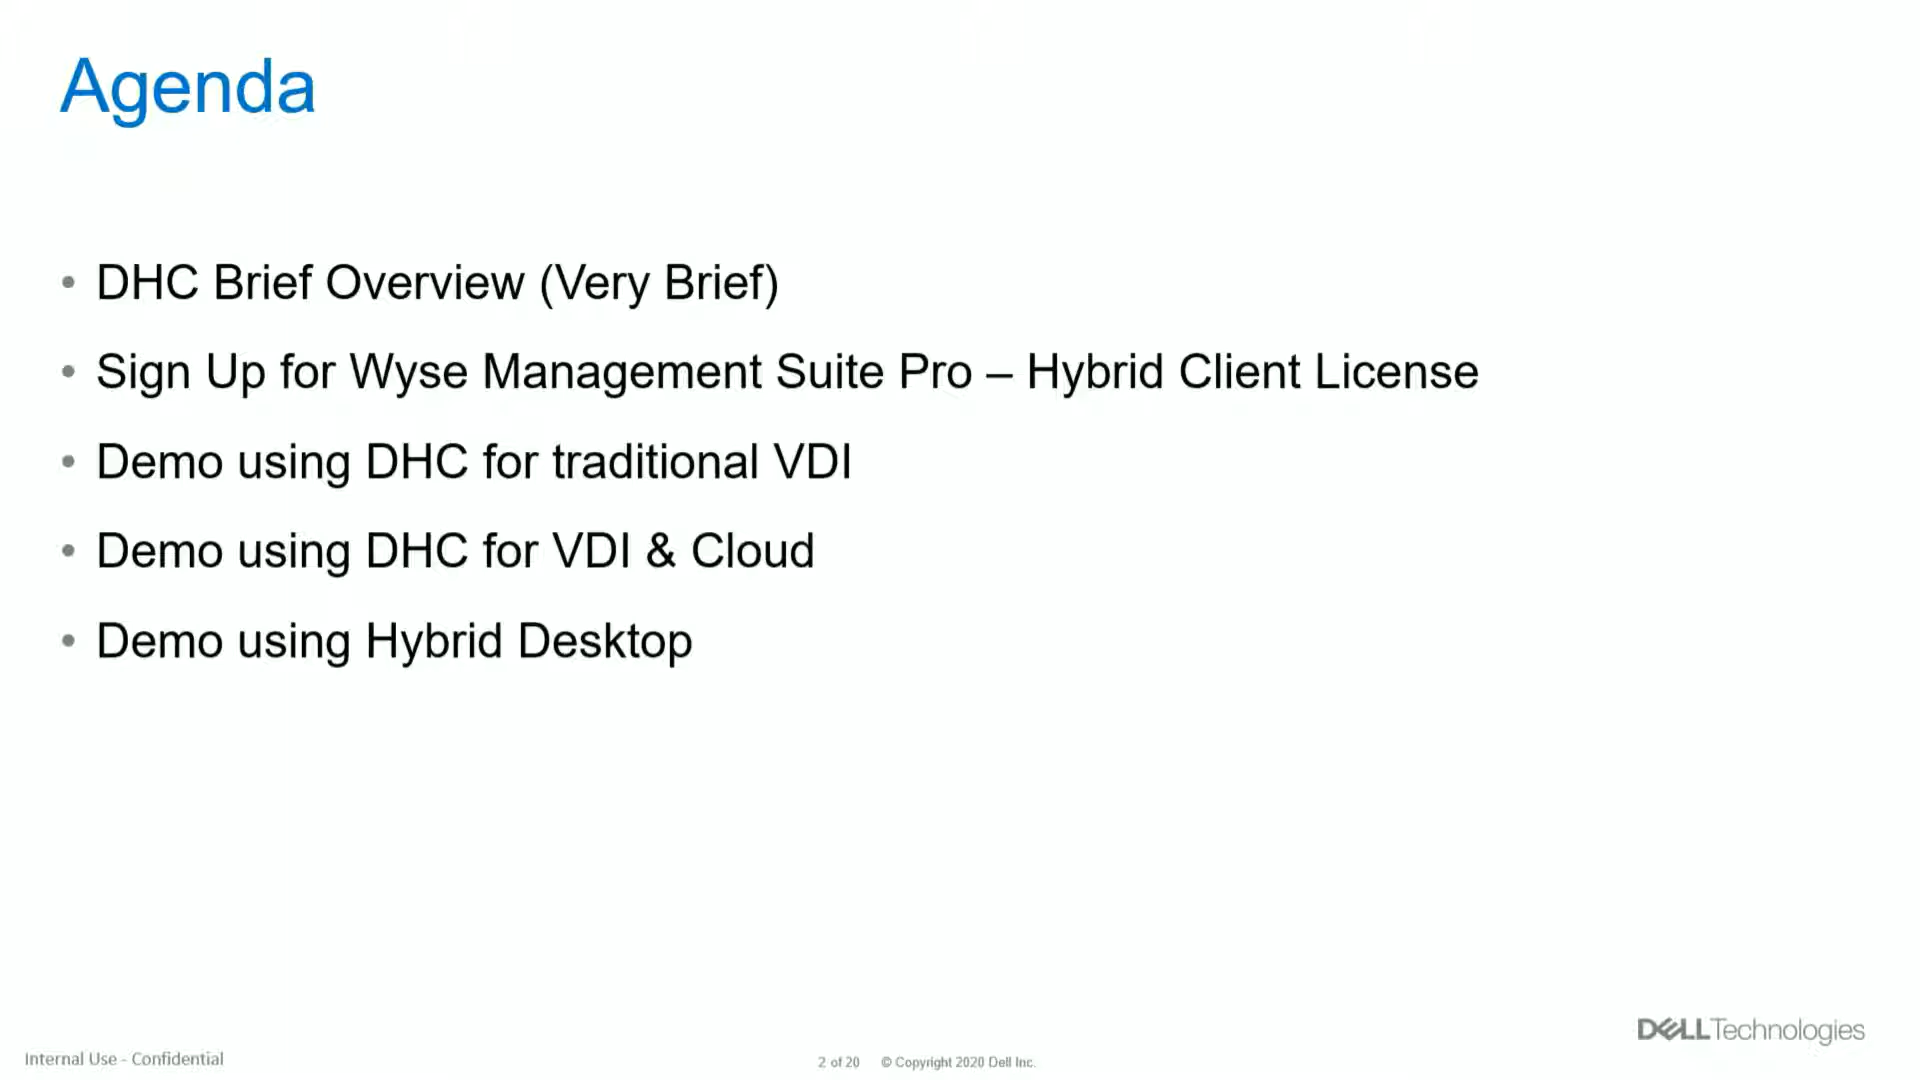 Agenda
• DHC Brief Overview (Very Brief)
• Sign Up for Wyse Management Suite Pro – Hybrid Client License
• Demo using DHC for traditional VDI
• Demo using DHC for VDI & Cloud
• Demo using Hybrid Desktop
DELLTechnologies
Internal Use - Confidential
2 of 20 © Copyright 2020 Dell Inc.